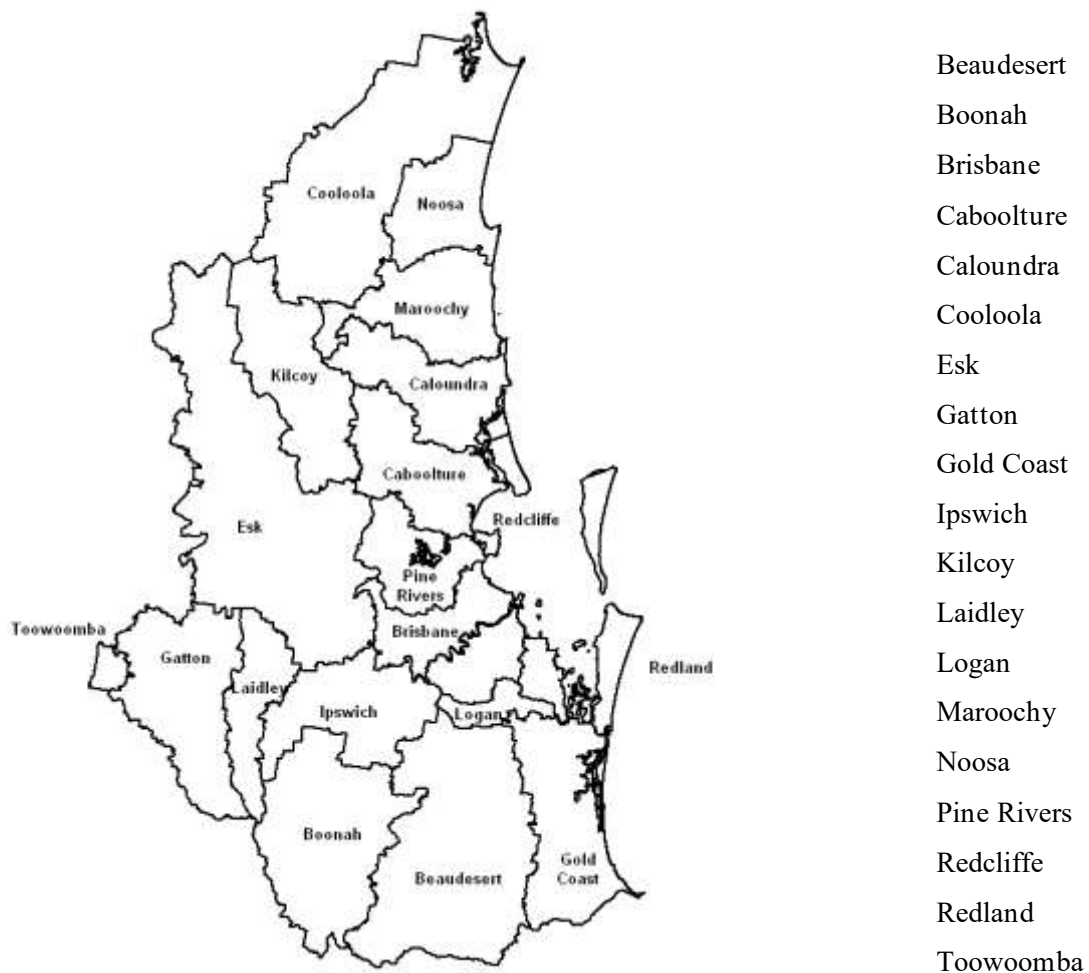 Cooloola
Noosa
Maroochy
Kilcoy
Caloundra
Caboolture
Esk
Redcliffe
Pine
Rivers
Toowoomba
Brisbane
Gatton
Redland
Laidley
Ipswich
Logan
Boonah
Gold
Coast
Beaudesert
Beaudesert
Boonah
Brisbane
Caboolture
Caloundra
Cooloola
Esk
Gatton
Gold Coast
Ipswich
Kilcoy
Laidley
Logan
Maroochy
Noosa
Pine Rivers
Redcliffe
Redland
Toowoomba